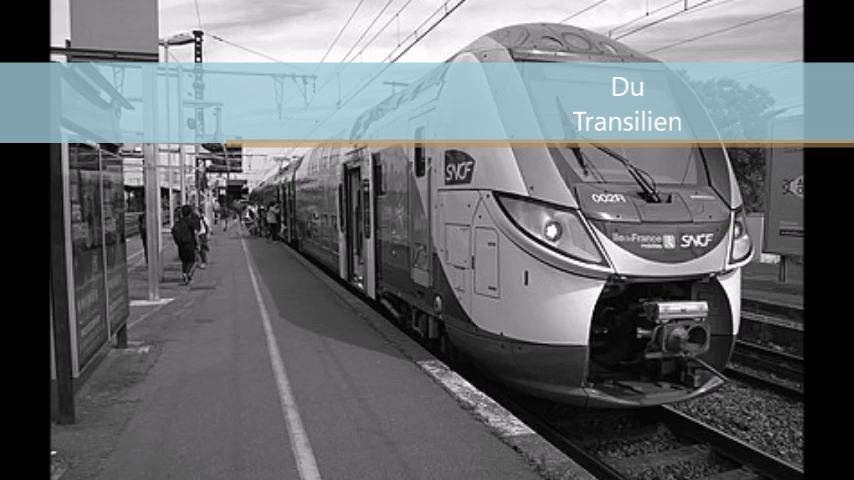 Du
Transilien
SNCF
002R
île de France
SNCF